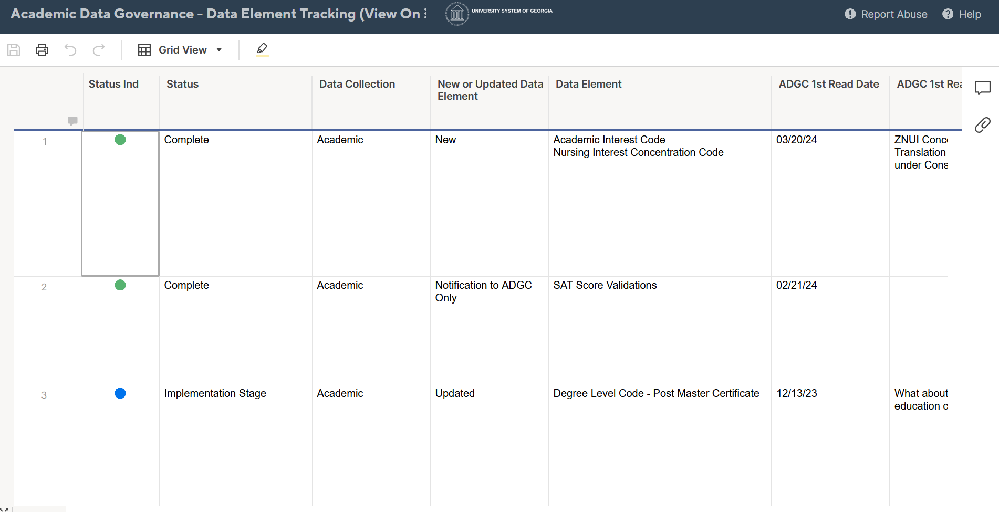 Academic Data Governance - Data Element Tracking (View On
UNIVERSITY SYSTEM OF GEORGIA
Report Abuse
Help
Grid View
Status Ind
Status
Data Collection
New or Updated Data
Element
Data Element
ADGC 1st Read Date
ADGC 1st Rea
1
Complete
Academic
New
Academic Interest Code
Nursing Interest Concentration Code
03/20/24
ZNUI Conc
Translation
under Cons
2
Complete
Academic
Notification to ADGC
Only
SAT Score Validations
02/21/24
3
Implementation Stage
Academic
Updated
Degree Level Code - Post Master Certificate
12/13/23
What about
education c